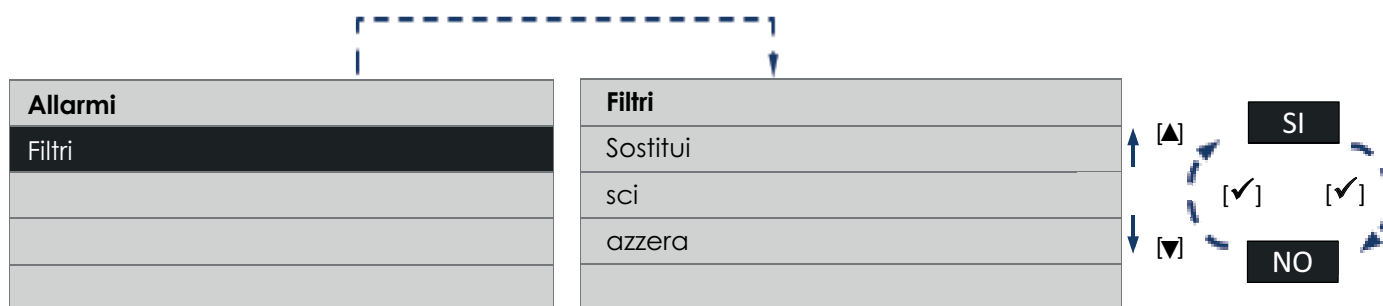 Allarmi
Filtri
Filtri
Sostitui
sci
azzera
[▲]
[▼]
SI
[✓] [✓]
NO